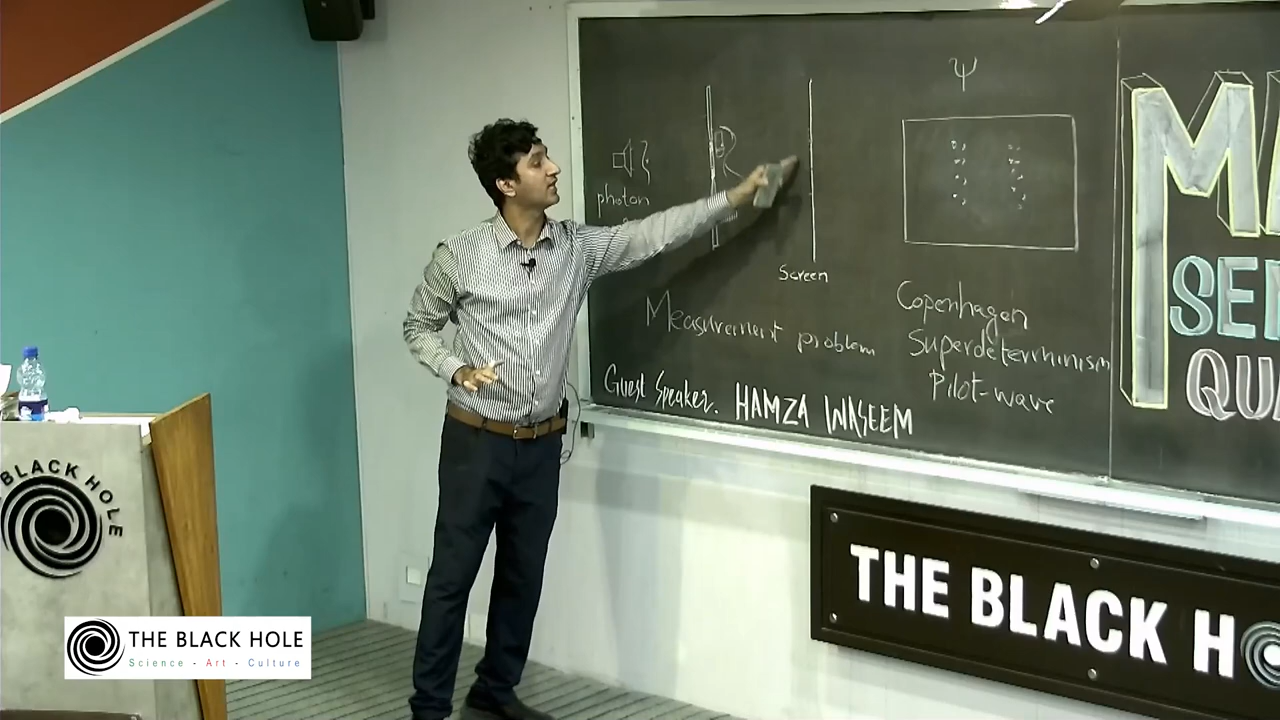 Ψ
photon
Screen
Measurement problem
Copenhagen
Superdeterminism
Pilot-wave
Guest Speaker. HAMZA WASEEM
M
SE
QU
BLACK HOLE
THE BLACK H
THE BLACK HOLE
Science - Art - Culture